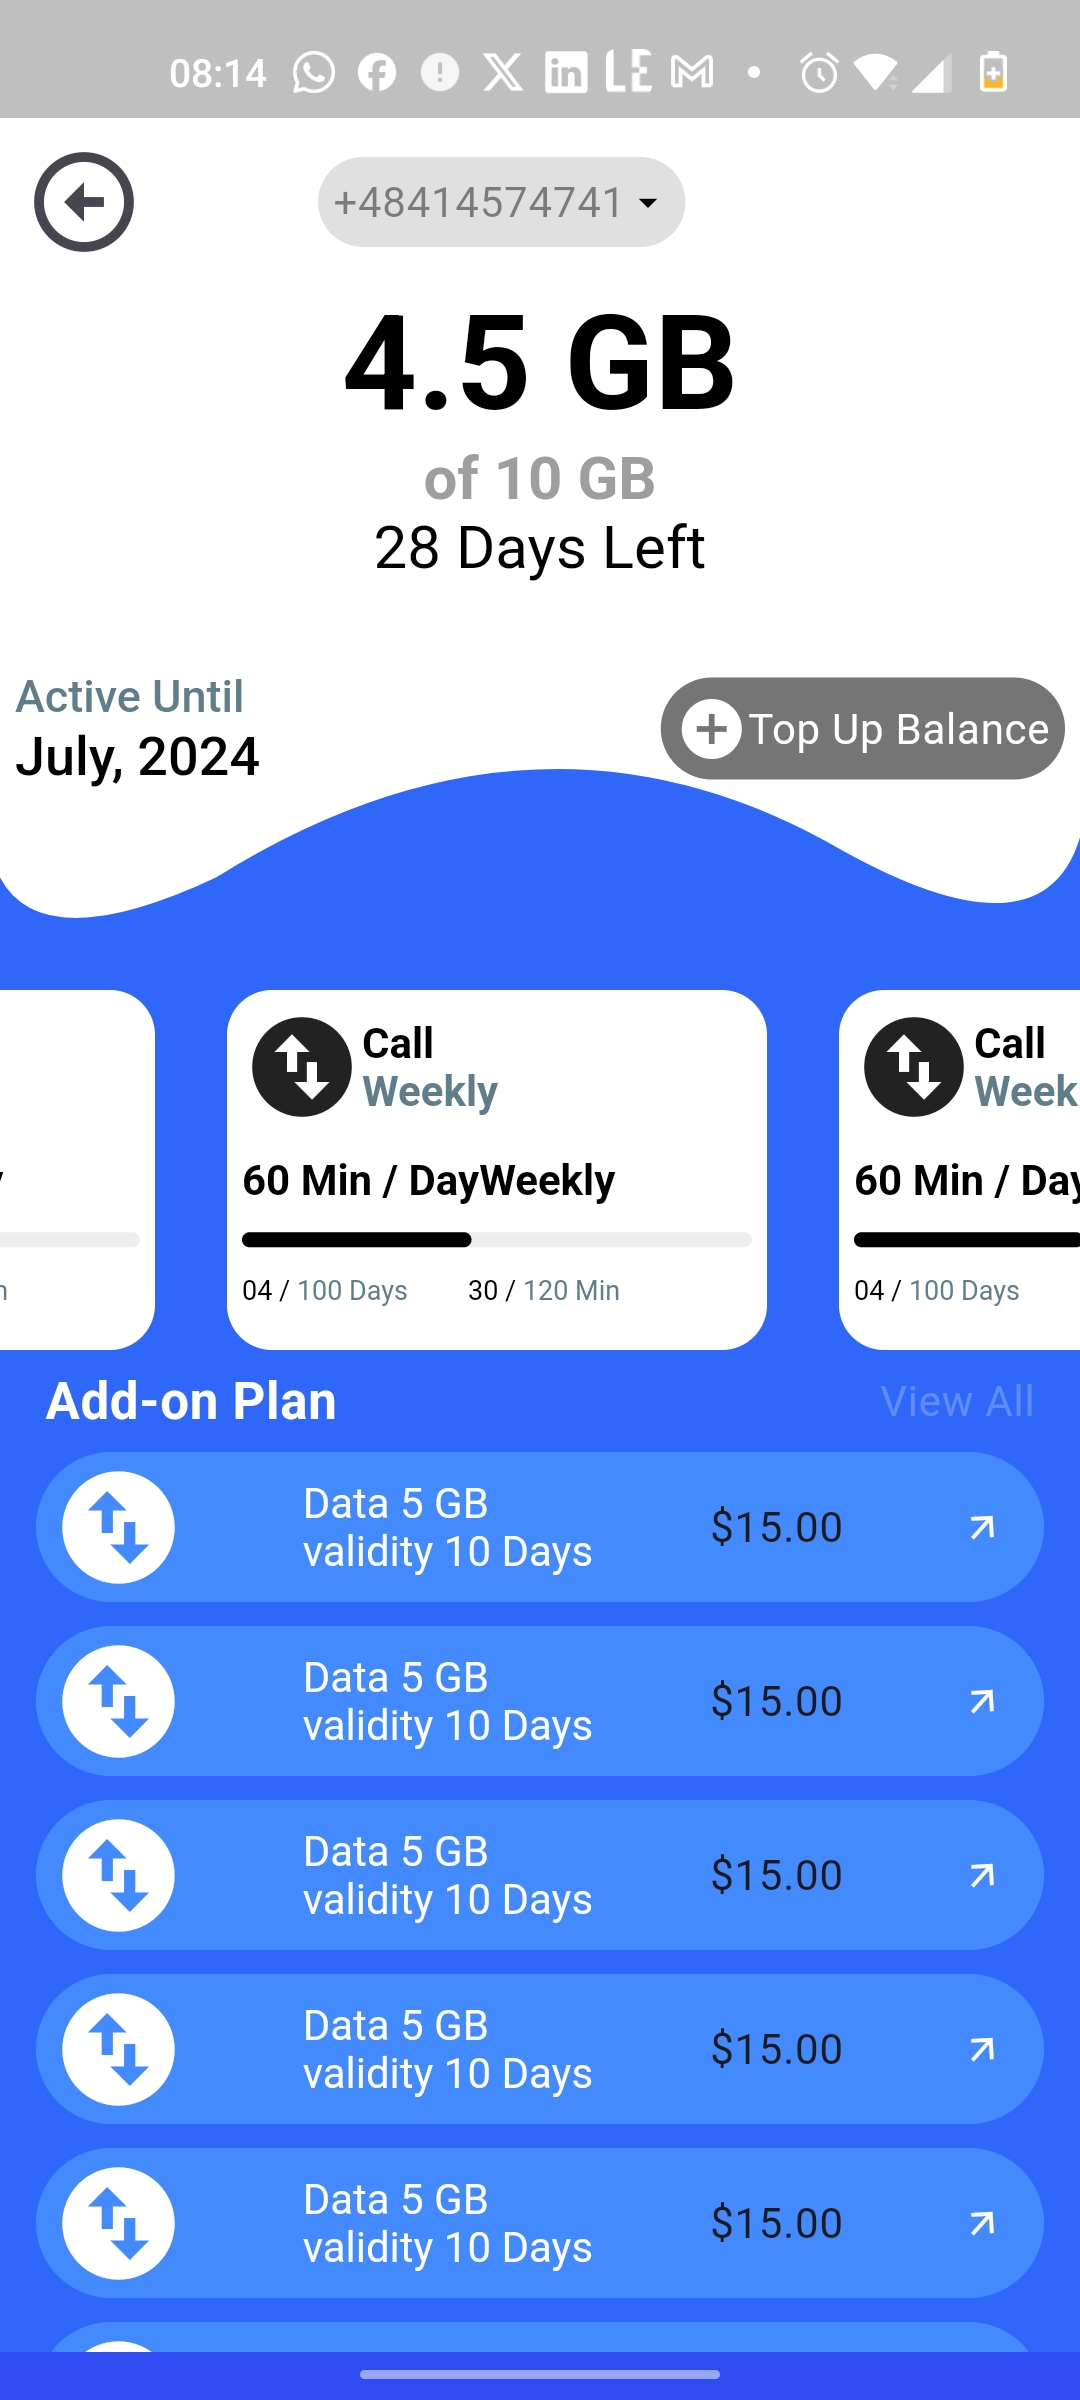 08:14
+48414574741
4.5 GB
of 10 GB
28 Days Left
Active Until
July, 2024
Top Up Balance
Call
Weekly
60 Min / DayWeekly
04 / 100 Days 30 / 120 Min
Call
Week
60 Min / Day
04 / 100 Days
Add-on Plan
View All
Data 5 GB
validity 10 Days
$15.00
Data 5 GB
validity 10 Days
$15.00
Data 5 GB
validity 10 Days
$15.00
Data 5 GB
validity 10 Days
$15.00
Data 5 GB
validity 10 Days
$15.00